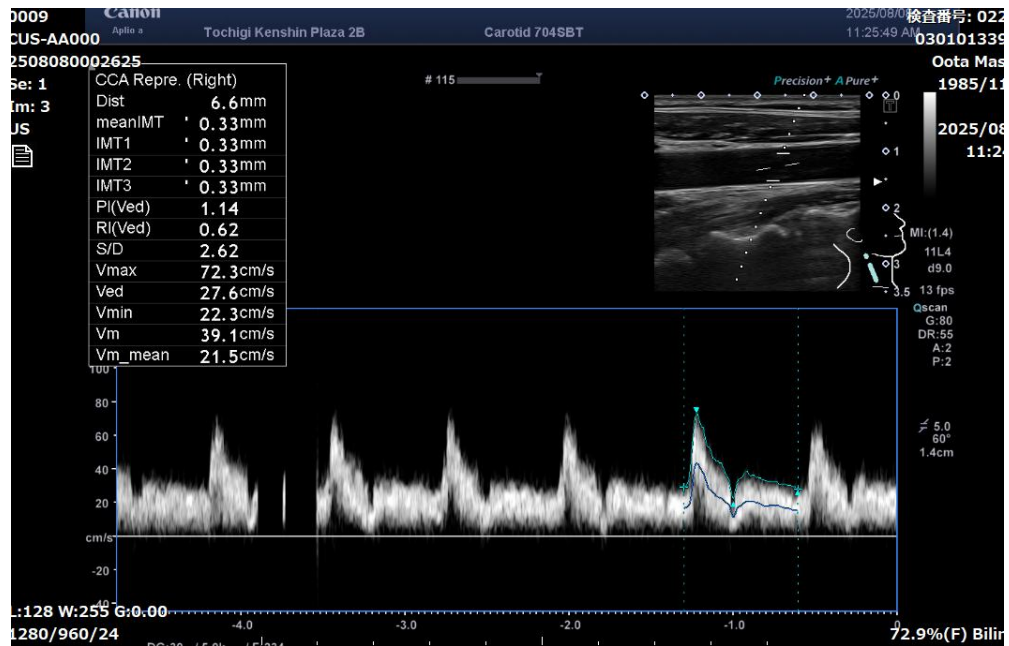 0009
Canon
2025/08/08
検査番号: 022
CUS-AA000
Aplio a
Tochigi Kenshin Plaza 2B
Carotid 704SBT
11:25:49 AM
030101339
2508080002625
Oota Mas
Se: 1
CCA Repre. (Right)
# 115
Precision+ A Pure+
1985/11
Im: 3
Dist 6.6mm
0
US
meanIMT ' 0.33mm
2025/08
IMT1 ' 0.33mm
1
11:24
IMT2 ' 0.33mm
IMT3 ' 0.33mm
PI(Ved) 1.14
2
RI(Ved) 0.62
MI:(1.4)
S/D 2.62
11L4
Vmax 72.3cm/s
3
d9.0
Ved 27.6cm/s
3.5
13 fps
Vmin 22.3cm/s
Qscan
G:80
Vm 39.1cm/s
DR:55
A:2
Vm_mean 21.5cm/s
P:2
100
80
60
5.0
60°
40
1.4cm
20
cm/s
-20
-40
L:128 W:255 G:0.00
-4.0
-3.0
-2.0
-1.0
0
1280/960/24
72.9%(F) Bilin